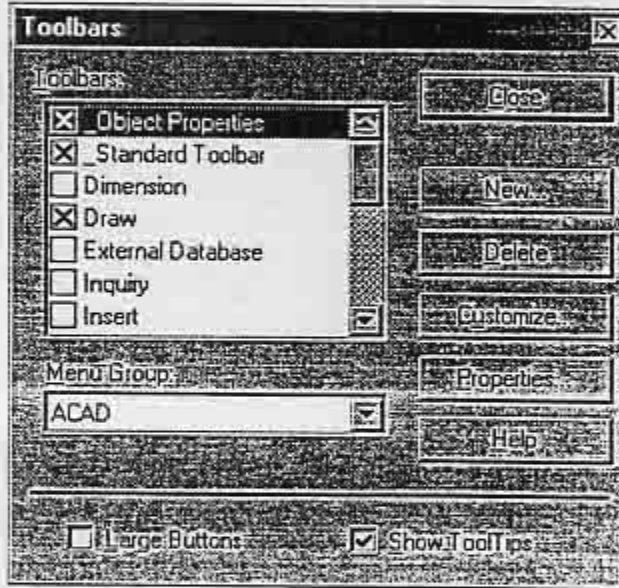 Toolbars
Toolbars:
_Object Properties
_Standard Toolbar
Dimension
Draw
External Database
Inquiry
Insert
Menu Group:
ACAD
Close
New...
Delete
Customize...
Properties...
Help
Large Buttons
Show ToolTips